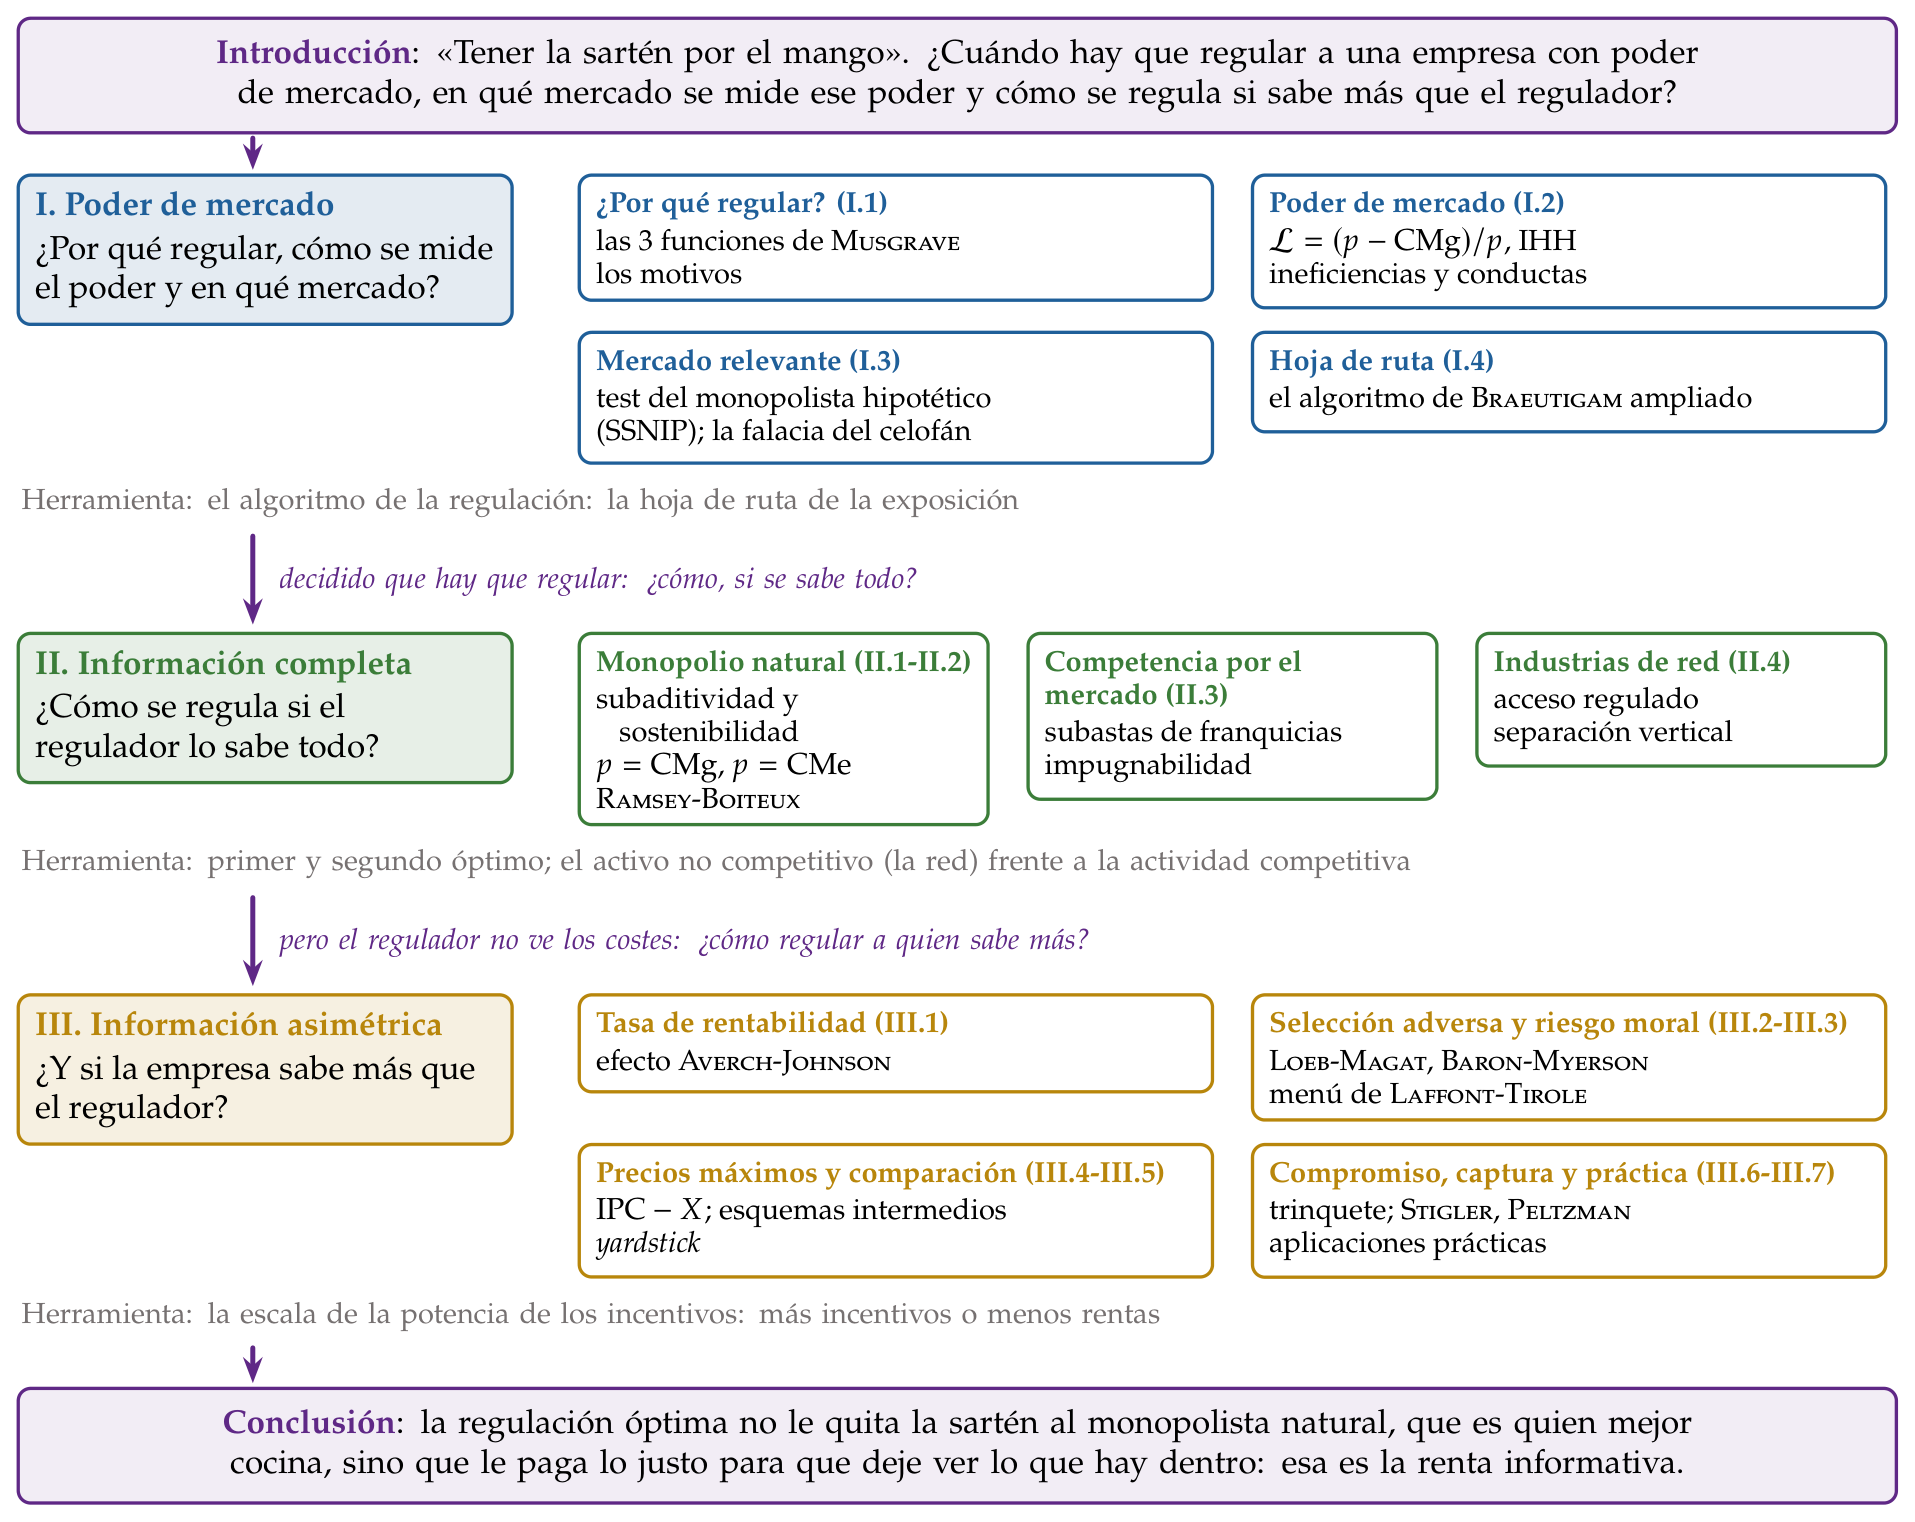 Introducción: «Tener la sartén por el mango». ¿Cuándo hay que regular a una empresa con poder
de mercado, en qué mercado se mide ese poder y cómo se regula si sabe más que el regulador?
I. Poder de mercado
¿Por qué regular, cómo se mide
el poder y en qué mercado?
¿Por qué regular? (I.1)
las 3 funciones de Musgrave
los motivos
Poder de mercado (I.2)
ℒ = (p − CMg)/p, IHH
ineficiencias y conductas
Mercado relevante (I.3)
test del monopolista hipotético
(SSNIP); la falacia del celofán
Hoja de ruta (I.4)
el algoritmo de Braeutigam ampliado
Herramienta: el algoritmo de la regulación: la hoja de ruta de la exposición
decidido que hay que regular: ¿cómo, si se sabe todo?
II. Información completa
¿Cómo se regula si el
regulador lo sabe todo?
Monopolio natural (II.1-II.2)
subaditividad y
sostenibilidad
p = CMg, p = CMe
Ramsey-Boiteux
Competencia por el
mercado (II.3)
subastas de franquicias
impugnabilidad
Industrias de red (II.4)
acceso regulado
separación vertical
Herramienta: primer y segundo óptimo; el activo no competitivo (la red) frente a la actividad competitiva
pero el regulador no ve los costes: ¿cómo regular a quien sabe más?
III. Información asimétrica
¿Y si la empresa sabe más que
el regulador?
Tasa de rentabilidad (III.1)
efecto Averch-Johnson
Selección adversa y riesgo moral (III.2-III.3)
Loeb-Magat, Baron-Myerson
menú de Laffont-Tirole
Precios máximos y comparación (III.4-III.5)
IPC − X; esquemas intermedios
yardstick
Compromiso, captura y práctica (III.6-III.7)
trinquete; Stigler, Peltzman
aplicaciones prácticas
Herramienta: la escala de la potencia de los incentivos: más incentivos o menos rentas
Conclusión: la regulación óptima no le quita la sartén al monopolista natural, que es quien mejor
cocina, sino que le paga lo justo para que deje ver lo que hay dentro: esa es la renta informativa.